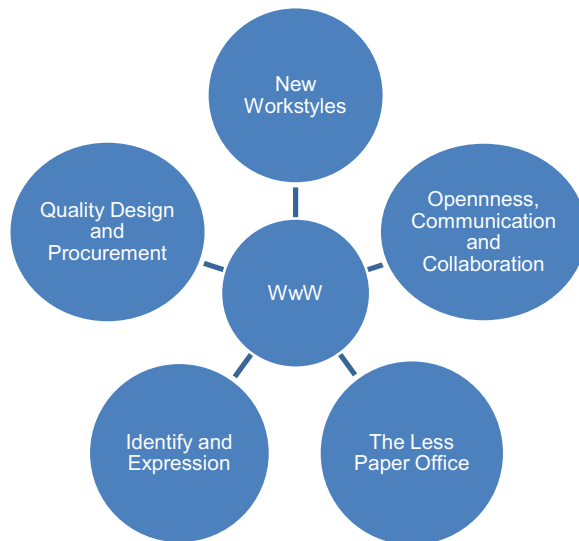 New
Workstyles
Quality Design
and
Procurement
Opennness,
Communication
and
Collaboration
WwW
Identify and
Expression
The Less
Paper Office